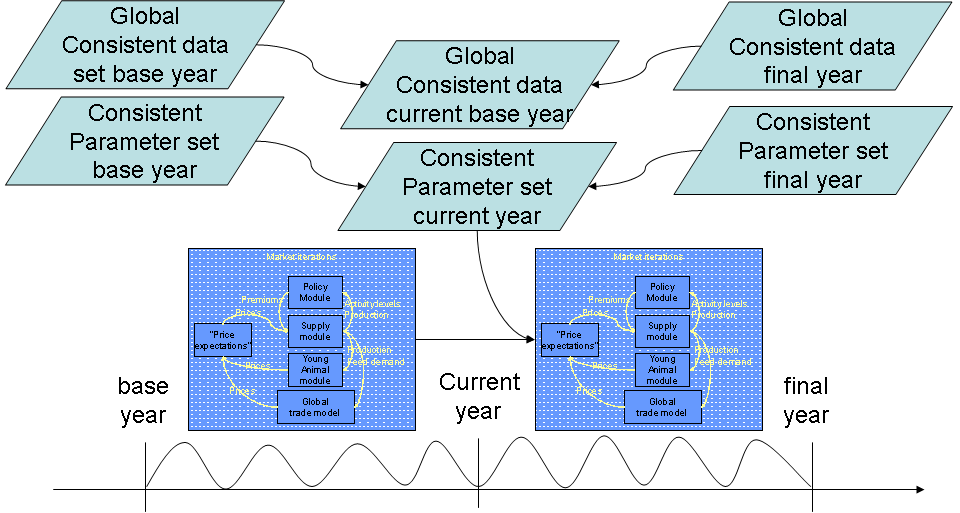 Global
Consistent data
set base year
Global
Consistent data
current base year
Global
Consistent data
final year
Consistent
Parameter set
base year
Consistent
Parameter set
current year
Consistent
Parameter set
final year
Market iterations
Policy
Module
Premiums
Prices
Activity levels
Production
"Price
expectations"
Supply
module
Production
Feed demand
Young
Animal
module
Prices
Prices
Global
trade model
Market iterations
Policy
Module
Premiums
Prices
Activity levels
Production
"Price
expectations"
Supply
module
Production
Feed demand
Young
Animal
module
Prices
Prices
Global
trade model
base
year
Current
year
final
year